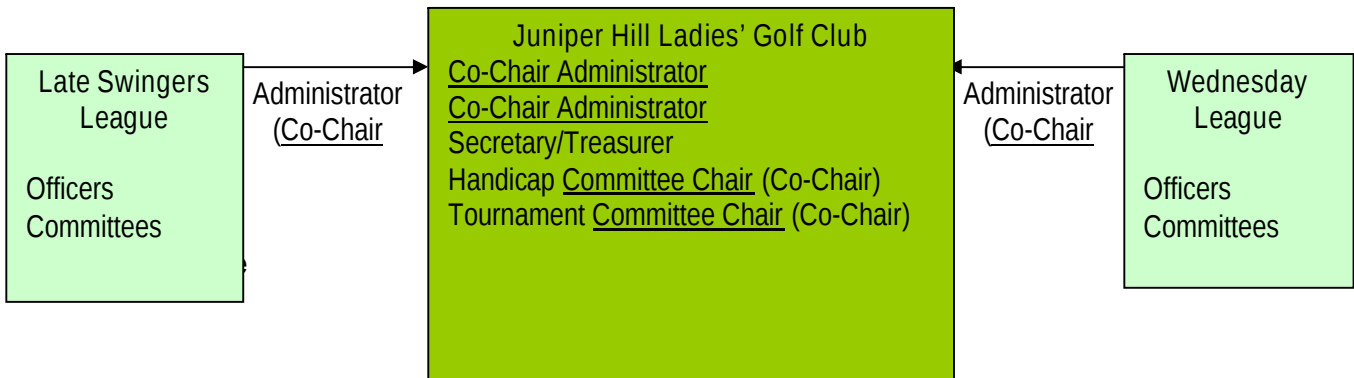 Late Swingers
League
Officers
Committees
Administrator
(Co-Chair
Juniper Hill Ladies’ Golf Club
Co-Chair Administrator
Co-Chair Administrator
Secretary/Treasurer
Handicap Committee Chair (Co-Chair)
Tournament Committee Chair (Co-Chair)
Administrator
(Co-Chair
Wednesday
League
Officers
Committees